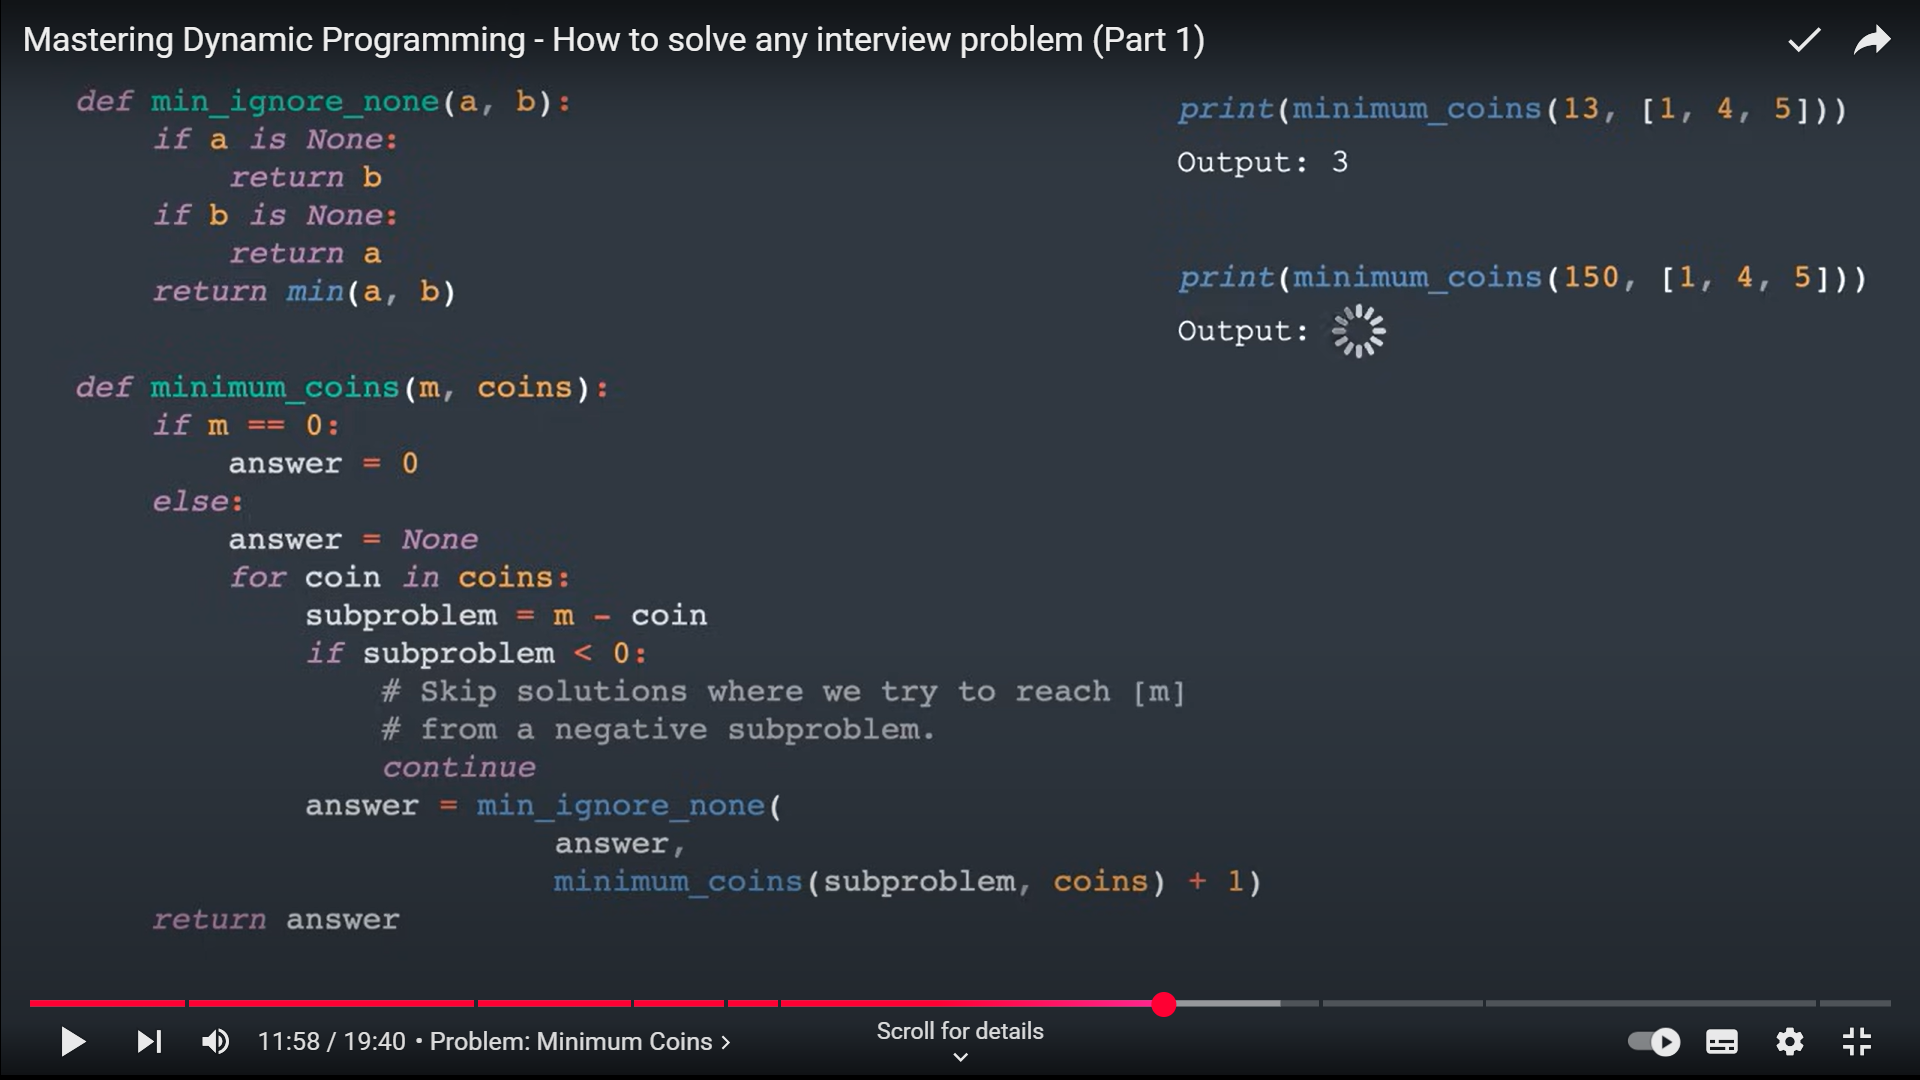 Mastering Dynamic Programming - How to solve any interview problem (Part 1)
def min_ignore_none(a, b):
    if a is None:
        return b
    if b is None:
        return a
    return min(a, b)
def minimum_coins(m, coins):
    if m == 0:
        answer = 0
    else:
        answer = None
        for coin in coins:
            subproblem = m - coin
            if subproblem < 0:
                # Skip solutions where we try to reach [m]
                # from a negative subproblem.
                continue
            answer = min_ignore_none(
                         answer,
                         minimum_coins(subproblem, coins) + 1)
    return answer
print(minimum_coins(13, [1, 4, 5]))
Output: 3
print(minimum_coins(150, [1, 4, 5]))
Output:
11:58 / 19:40 • Problem: Minimum Coins
Scroll for details